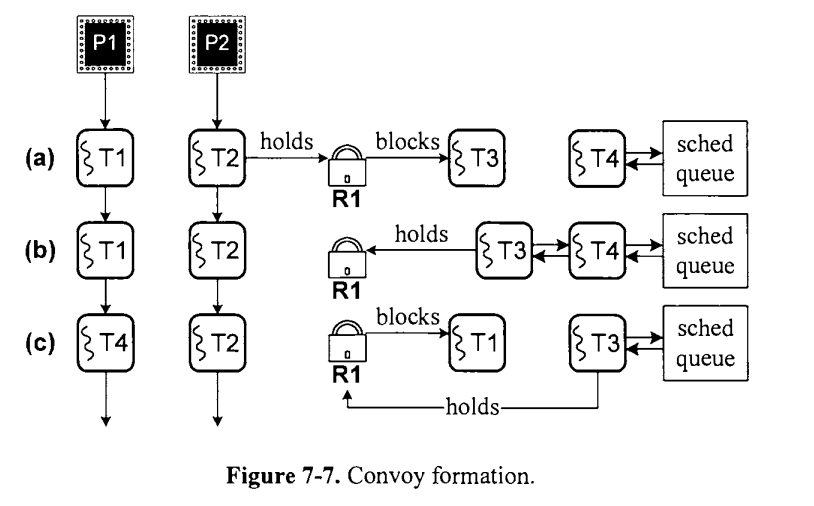 P1 P2
holds blocks sched
(a) T1 T2 T3 T4 queue
R1
holds sched
(b) T1 T2 T3 T4 queue
R1
blocks sched
(c) T4 T2 T1 T3 queue
R1
holds
Figure 7-7. Convoy formation.